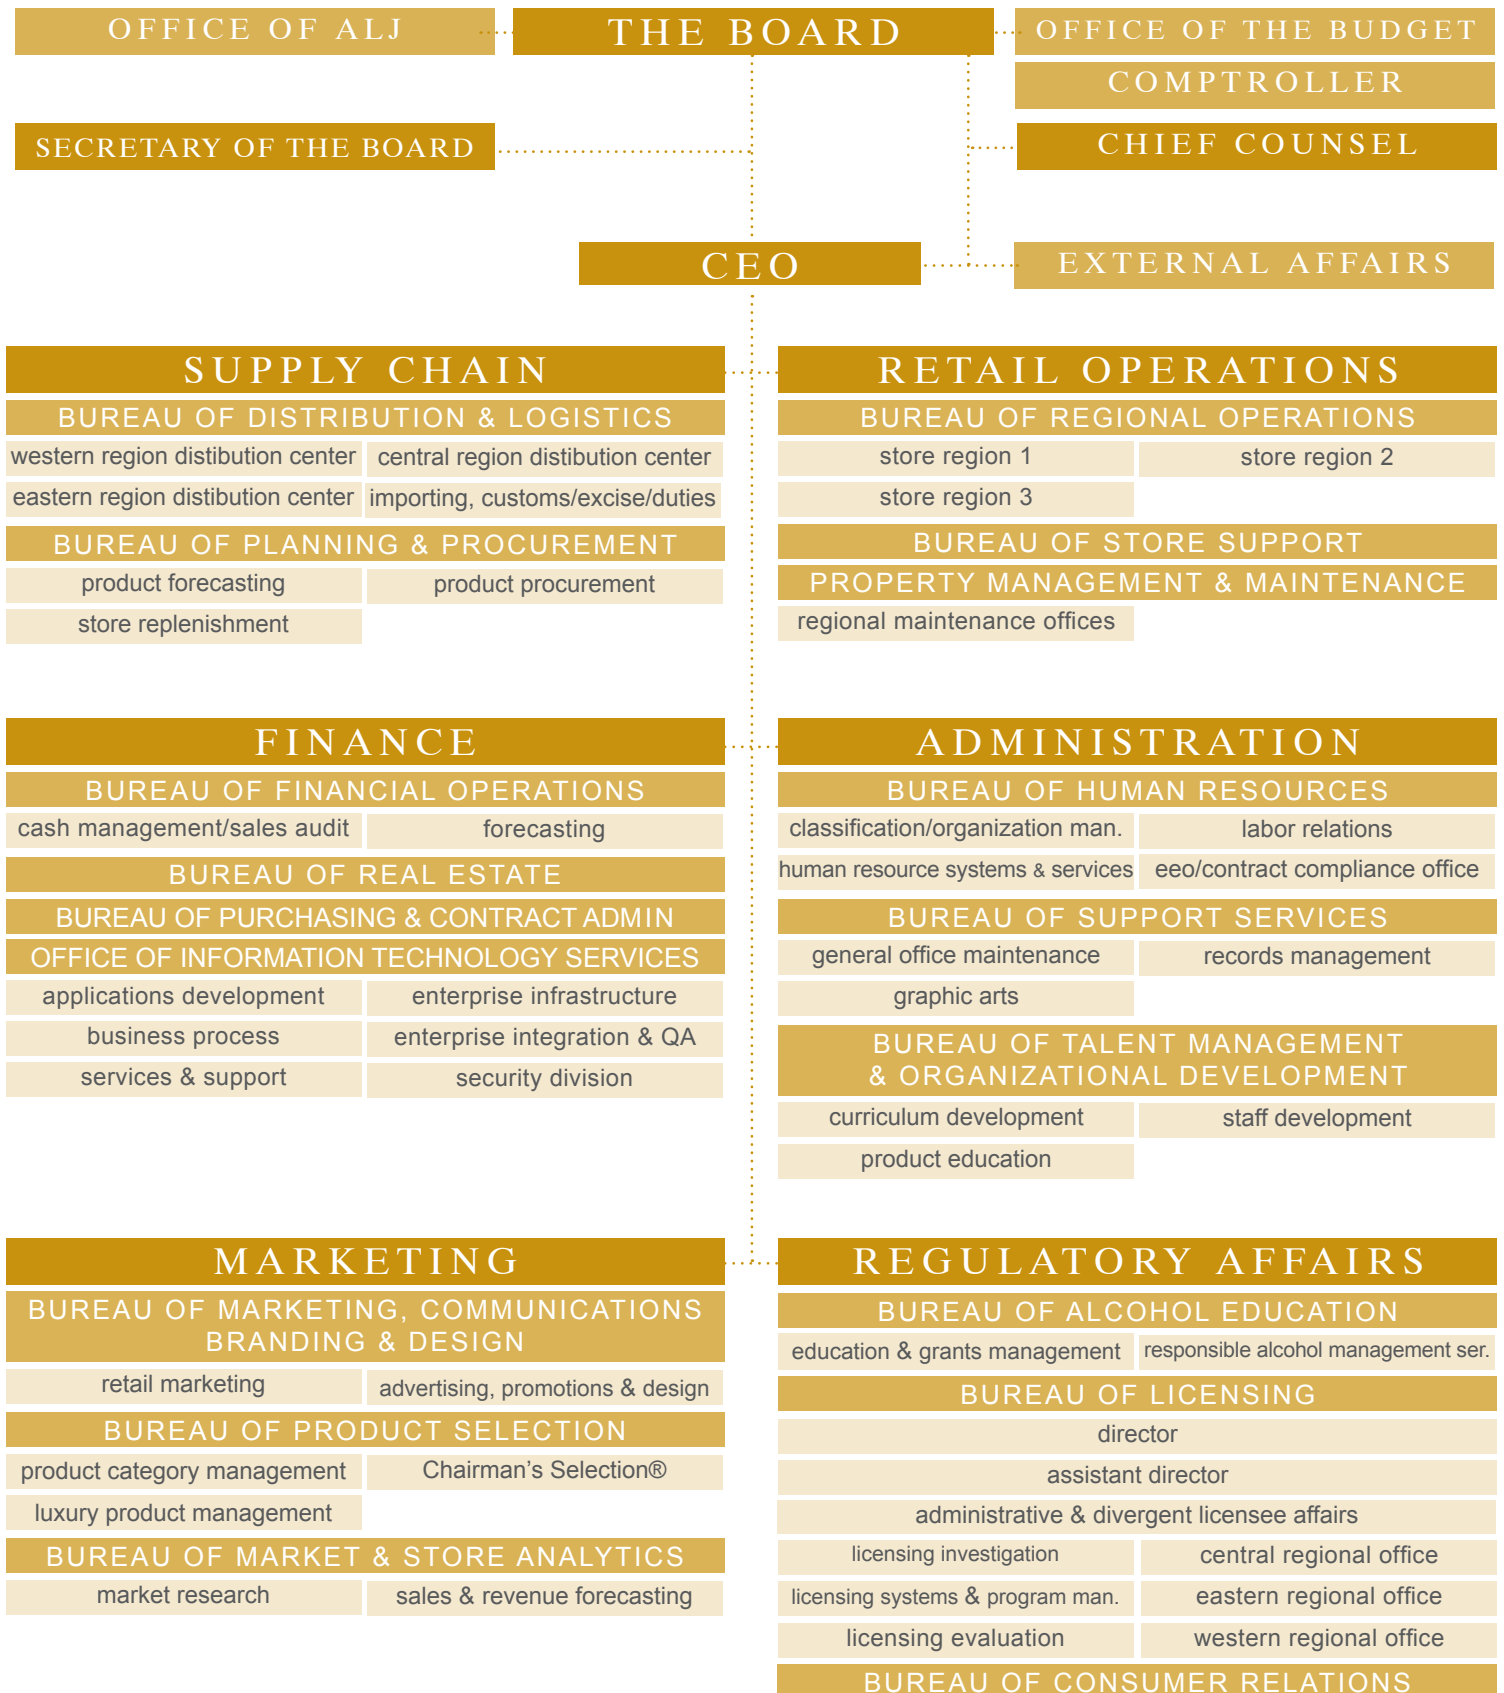 OFFICE OF ALJ
THE BOARD
OFFICE OF THE BUDGET
COMPTROLLER
SECRETARY OF THE BOARD
CHIEF COUNSEL
CEO
EXTERNAL AFFAIRS
SUPPLY CHAIN
BUREAU OF DISTRIBUTION & LOGISTICS
western region distibution center
central region distibution center
eastern region distibution center
importing, customs/excise/duties
BUREAU OF PLANNING & PROCUREMENT
product forecasting
product procurement
store replenishment
RETAIL OPERATIONS
BUREAU OF REGIONAL OPERATIONS
store region 1
store region 2
store region 3
BUREAU OF STORE SUPPORT
PROPERTY MANAGEMENT & MAINTENANCE
regional maintenance offices
FINANCE
BUREAU OF FINANCIAL OPERATIONS
cash management/sales audit
forecasting
BUREAU OF REAL ESTATE
BUREAU OF PURCHASING & CONTRACT ADMIN
OFFICE OF INFORMATION TECHNOLOGY SERVICES
applications development
enterprise infrastructure
business process
enterprise integration & QA
services & support
security division
ADMINISTRATION
BUREAU OF HUMAN RESOURCES
classification/organization man.
labor relations
human resource systems & services
eeo/contract compliance office
BUREAU OF SUPPORT SERVICES
general office maintenance
records management
graphic arts
BUREAU OF TALENT MANAGEMENT
& ORGANIZATIONAL DEVELOPMENT
curriculum development
staff development
product education
MARKETING
BUREAU OF MARKETING, COMMUNICATIONS
BRANDING & DESIGN
retail marketing
advertising, promotions & design
BUREAU OF PRODUCT SELECTION
product category management
Chairman's Selection®
luxury product management
BUREAU OF MARKET & STORE ANALYTICS
market research
sales & revenue forecasting
REGULATORY AFFAIRS
BUREAU OF ALCOHOL EDUCATION
education & grants management
responsible alcohol management ser.
BUREAU OF LICENSING
director
assistant director
administrative & divergent licensee affairs
licensing investigation
central regional office
licensing systems & program man.
eastern regional office
licensing evaluation
western regional office
BUREAU OF CONSUMER RELATIONS